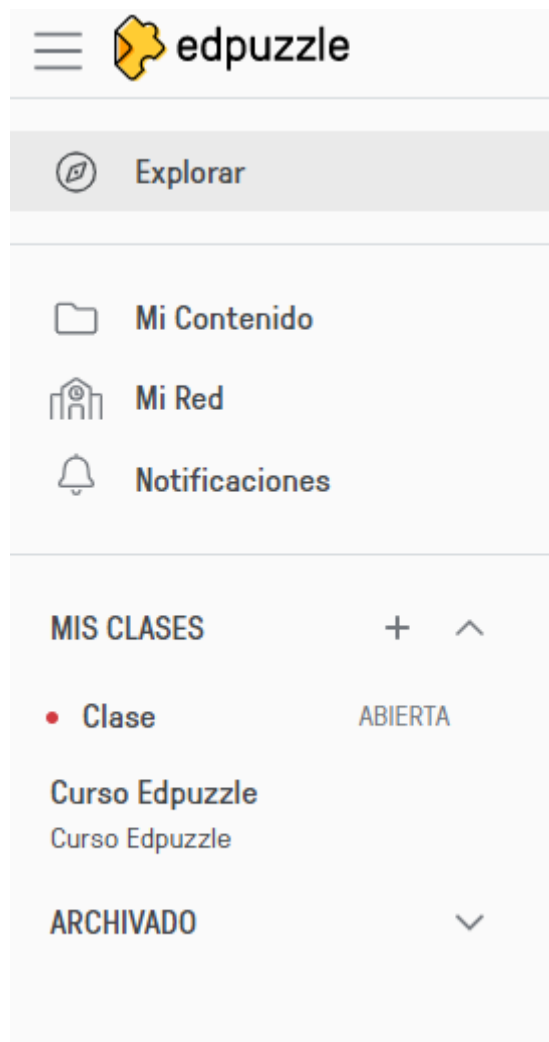 edpuzzle
Explorar
Mi Contenido
Mi Red
Notificaciones
MIS CLASES
Clase ABIERTA
Curso Edpuzzle
Curso Edpuzzle
ARCHIVADO